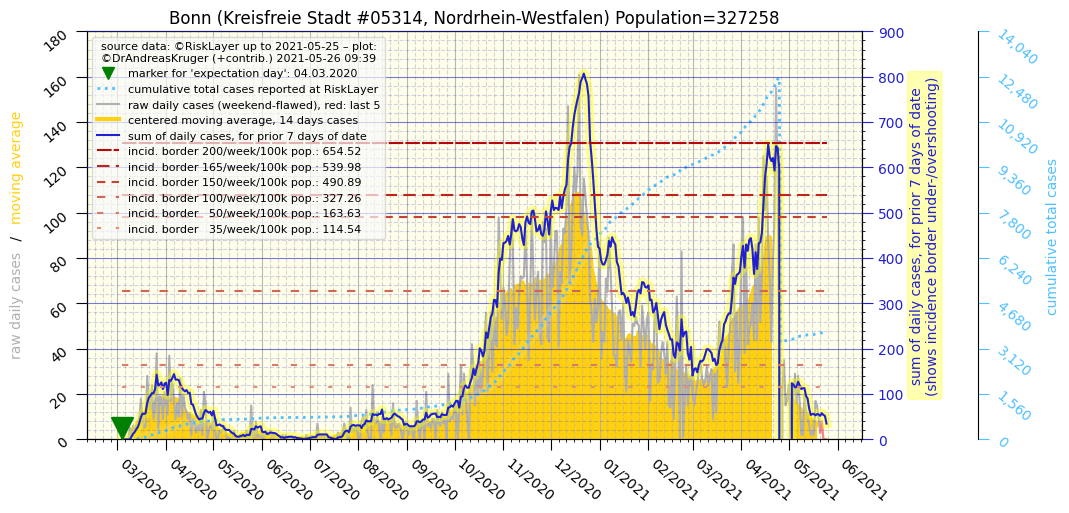 Bonn (Kreisfreie Stadt #05314, Nordrhein-Westfalen) Population=327258
source data: ©RiskLayer up to 2021-05-25 – plot:
©DrAndreasKruger (+contrib.) 2021-05-26 09:39
marker for 'expectation day': 04.03.2020
cumulative total cases reported at RiskLayer
raw daily cases (weekend-flawed), red: last 5
centered moving average, 14 days cases
sum of daily cases, for prior 7 days of date
incid. border 200/week/100k pop.: 654.52
incid. border 165/week/100k pop.: 539.98
incid. border 150/week/100k pop.: 490.89
incid. border 100/week/100k pop.: 327.26
incid. border 50/week/100k pop.: 163.63
incid. border 35/week/100k pop.: 114.54
raw daily cases / moving average
180
160
140
120
100
80
60
40
20
0
03/2020
04/2020
05/2020
06/2020
07/2020
08/2020
09/2020
10/2020
11/2020
12/2020
01/2021
02/2021
03/2021
04/2021
05/2021
06/2021
900
800
700
600
500
400
300
200
100
0
sum of daily cases, for prior 7 days of date
(shows incidence border under-/overshooting)
14,040
12,480
10,920
9,360
7,800
6,240
4,680
3,120
1,560
0
cumulative total cases